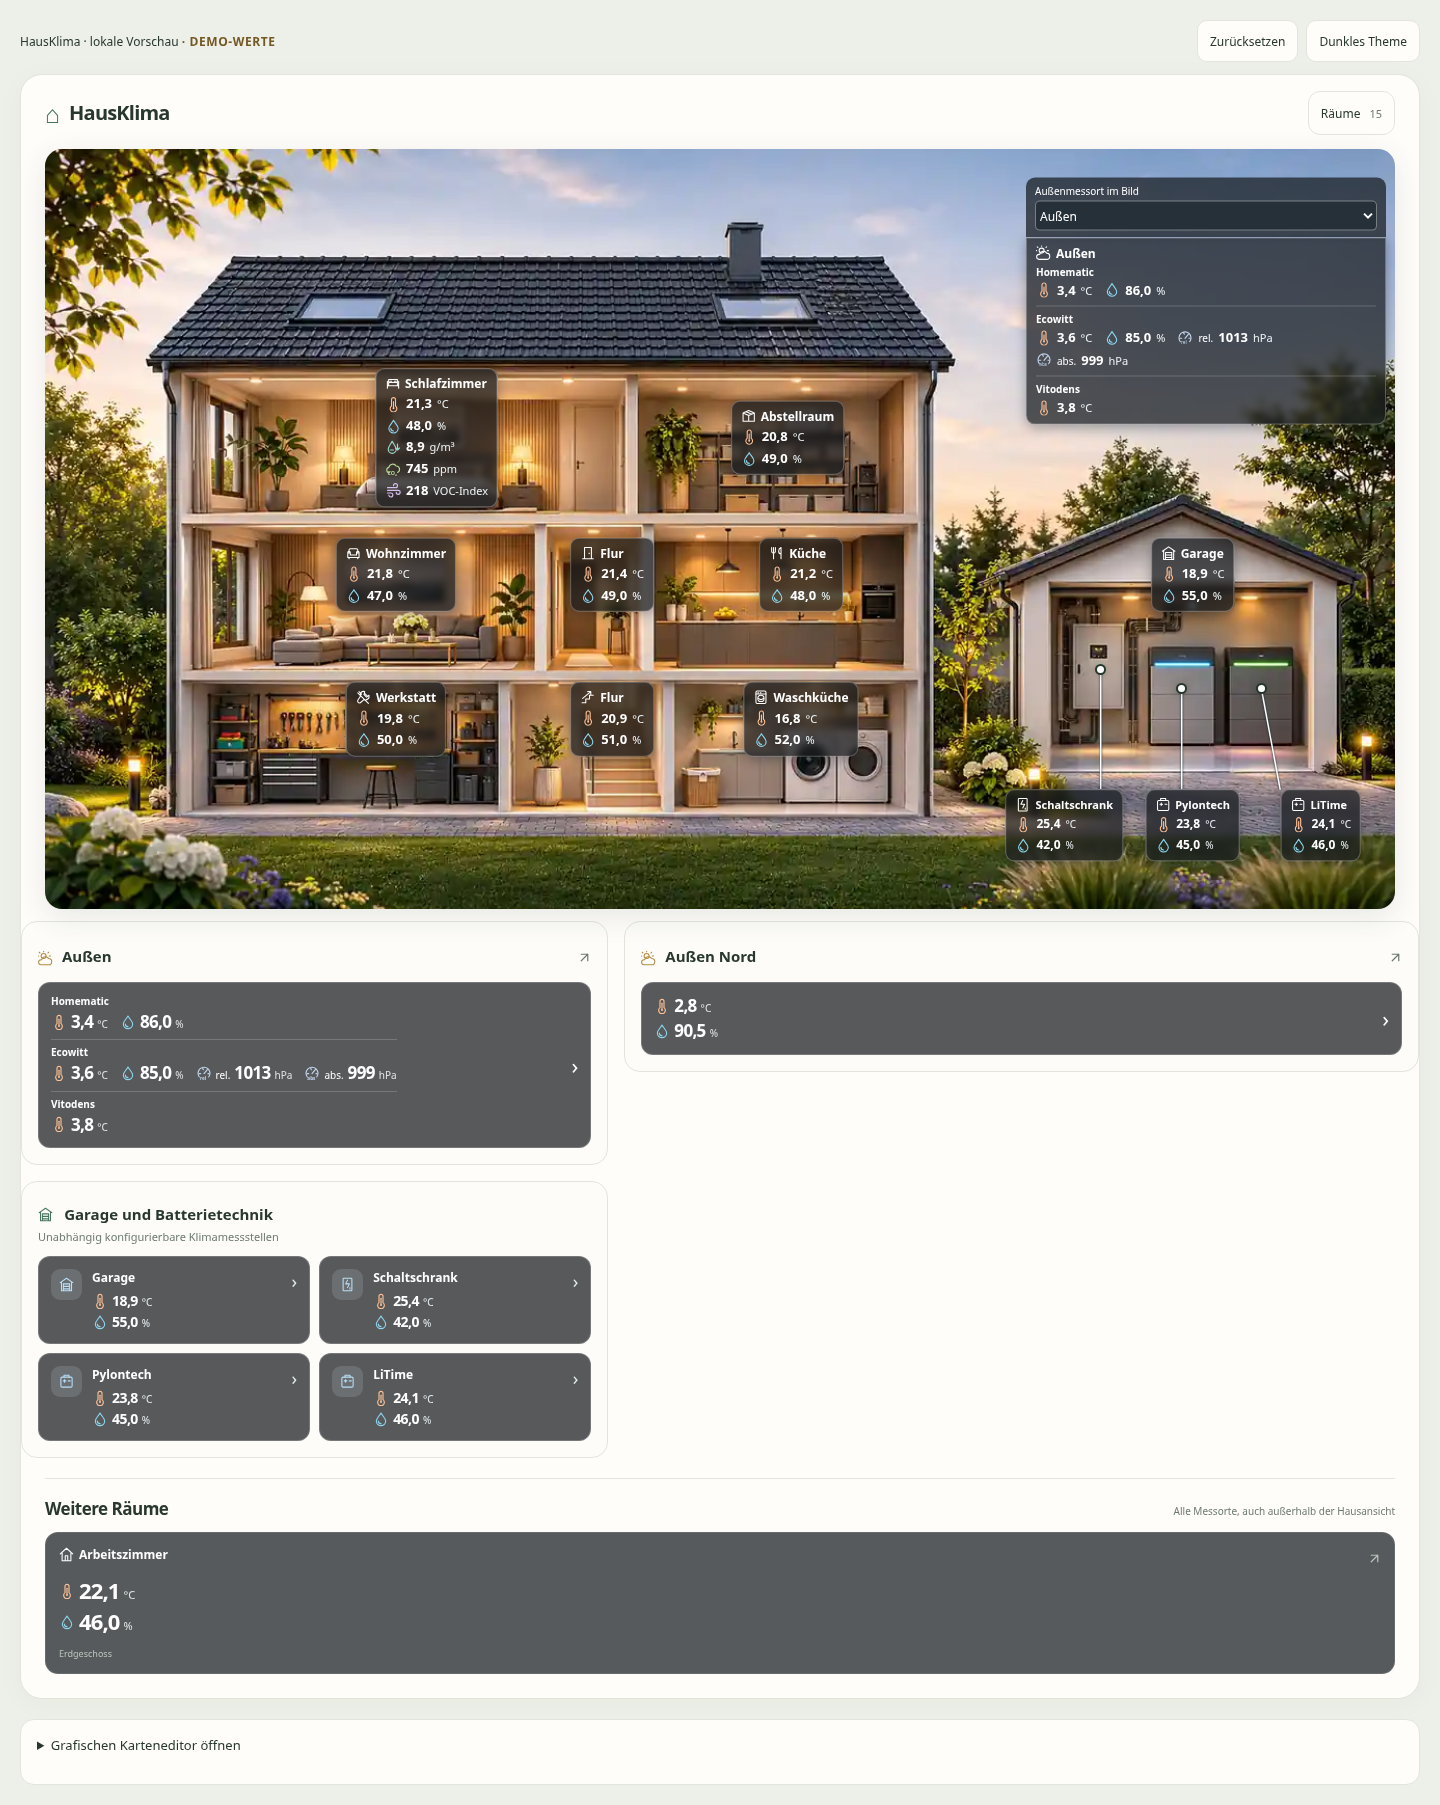 HausKlima · lokale Vorschau · DEMO-WERTE
Zurücksetzen
Dunkles Theme
HausKlima
Räume 15
Außenmessort im Bild
Außen
Außen
Homematic
3,4 °C 86,0 %
Ecowitt
3,6 °C 85,0 % rel. 1013 hPa
abs. 999 hPa
Vitodens
3,8 °C
Schlafzimmer
21,3 °C
48,0 %
8,9 g/m³
745 ppm
218 VOC-Index
Abstellraum
20,8 °C
49,0 %
Wohnzimmer
21,8 °C
47,0 %
Flur
21,4 °C
49,0 %
Küche
21,2 °C
48,0 %
Garage
18,9 °C
55,0 %
Werkstatt
19,8 °C
50,0 %
Flur
20,9 °C
51,0 %
Waschküche
16,8 °C
52,0 %
Schaltschrank
25,4 °C
42,0 %
Pylontech
23,8 °C
45,0 %
LiTime
24,1 °C
46,0 %
Außen
Homematic
3,4 °C 86,0 %
Ecowitt
3,6 °C 85,0 % rel. 1013 hPa abs. 999 hPa
Vitodens
3,8 °C
Außen Nord
2,8 °C
90,5 %
Garage und Batterietechnik
Unabhängig konfigurierbare Klimamessstellen
Garage
18,9 °C
55,0 %
Schaltschrank
25,4 °C
42,0 %
Pylontech
23,8 °C
45,0 %
LiTime
24,1 °C
46,0 %
Weitere Räume
Alle Messorte, auch außerhalb der Hausansicht
Arbeitszimmer
22,1 °C
46,0 %
Erdgeschoss
Grafischen Karteneditor öffnen